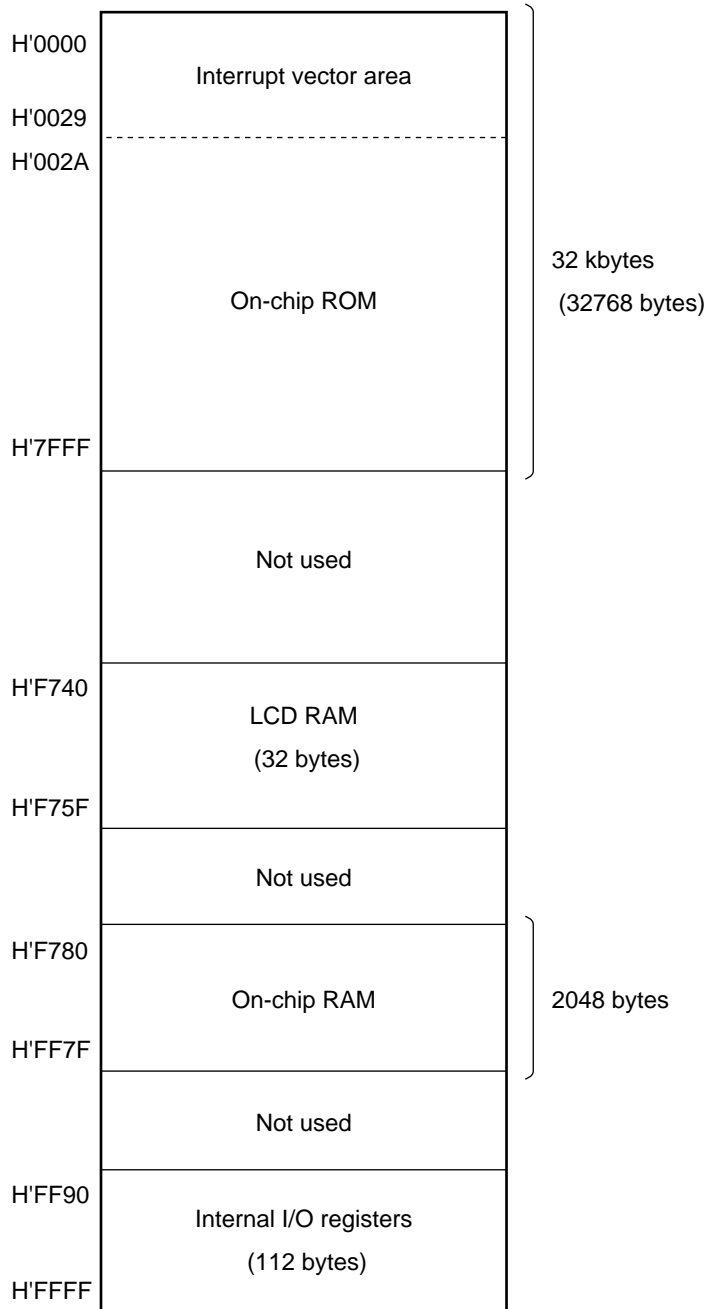 H'0000
Interrupt vector area
H'0029
H'002A
On-chip ROM
32 kbytes
(32768 bytes)
H'7FFF
Not used
H'F740
LCD RAM
(32 bytes)
H'F75F
Not used
H'F780
On-chip RAM
2048 bytes
H'FF7F
Not used
H'FF90
Internal I/O registers
(112 bytes)
H'FFFF